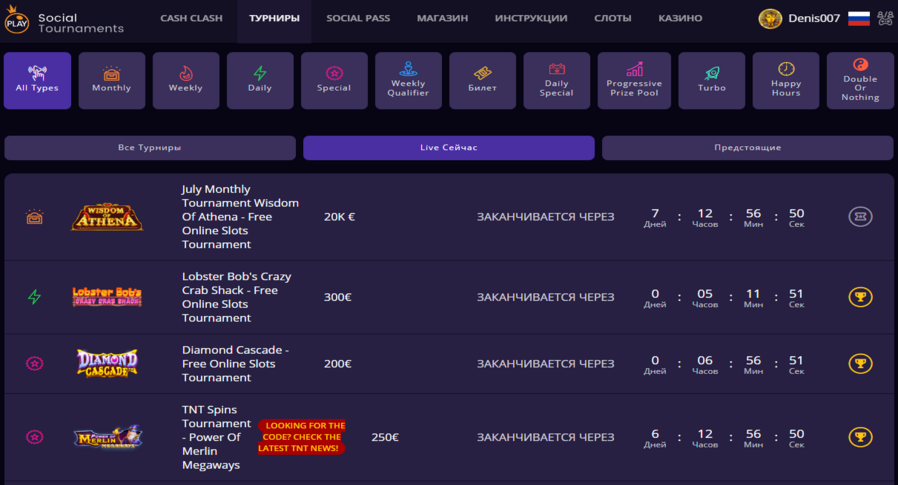 PLAY
Social
Tournaments
CASH CLASH
ТУРНИРЫ
SOCIAL PASS
МАГАЗИН
ИНСТРУКЦИИ
СЛОТЫ
КАЗИНО
Denis007
All Types
Monthly
Weekly
Daily
Special
Weekly
Qualifier
Билет
Daily
Special
Progressive
Prize Pool
Turbo
Happy
Hours
Double
Or
Nothing
Все Турниры
Live Сейчас
Предстоящие
WISDOM
OF
ATHENA
July Monthly
Tournament Wisdom
Of Athena - Free
Online Slots
Tournament
20K €
ЗАКАНЧИВАЕТСЯ ЧЕРЕЗ
7 : 12 : 56 : 50
Дней Часов Мин Сек
Lobster Bob's
CRAZY CRAB SHACK
Lobster Bob's Crazy
Crab Shack - Free
Online Slots
Tournament
300€
ЗАКАНЧИВАЕТСЯ ЧЕРЕЗ
0 : 05 : 11 : 51
Дней Часов Мин Сек
DIAMOND
CASCADE
Diamond Cascade -
Free Online Slots
Tournament
200€
ЗАКАНЧИВАЕТСЯ ЧЕРЕЗ
0 : 06 : 56 : 51
Дней Часов Мин Сек
POWER OF
MERLIN
MEGAWAYS
TNT Spins
Tournament
- Power Of
Merlin
Megaways
LOOKING FOR THE
CODE? CHECK THE
LATEST TNT NEWS!
250€
ЗАКАНЧИВАЕТСЯ ЧЕРЕЗ
6 : 12 : 56 : 50
Дней Часов Мин Сек